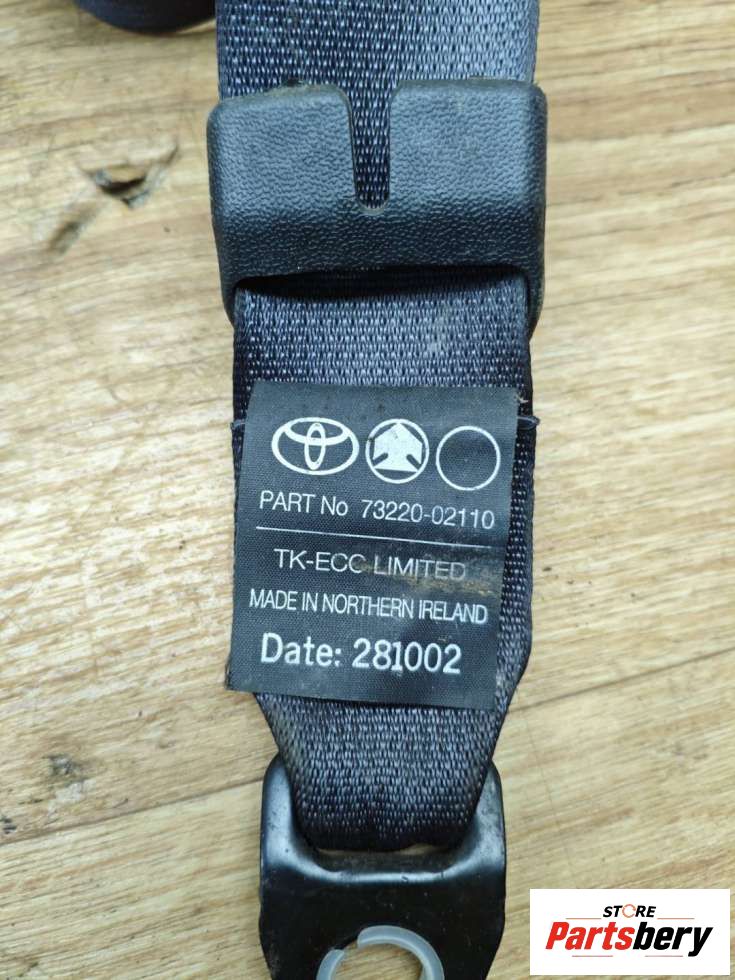 PART No 73220-02110
TK-ECC LIMITED
MADE IN NORTHERN IRELAND
Date: 281002
STORE
Partsbery